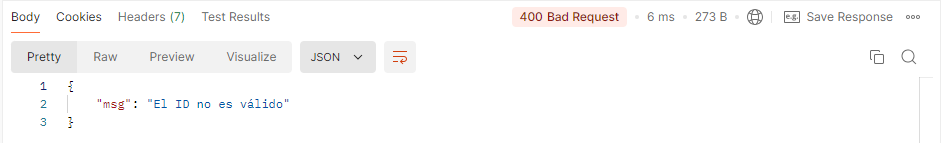 Body Cookies Headers (7) Test Results 400 Bad Request • 6 ms • 273 B e.g. Save Response
Pretty Raw Preview Visualize JSON
1 {
2 "msg": "El ID no es válido"
3 }